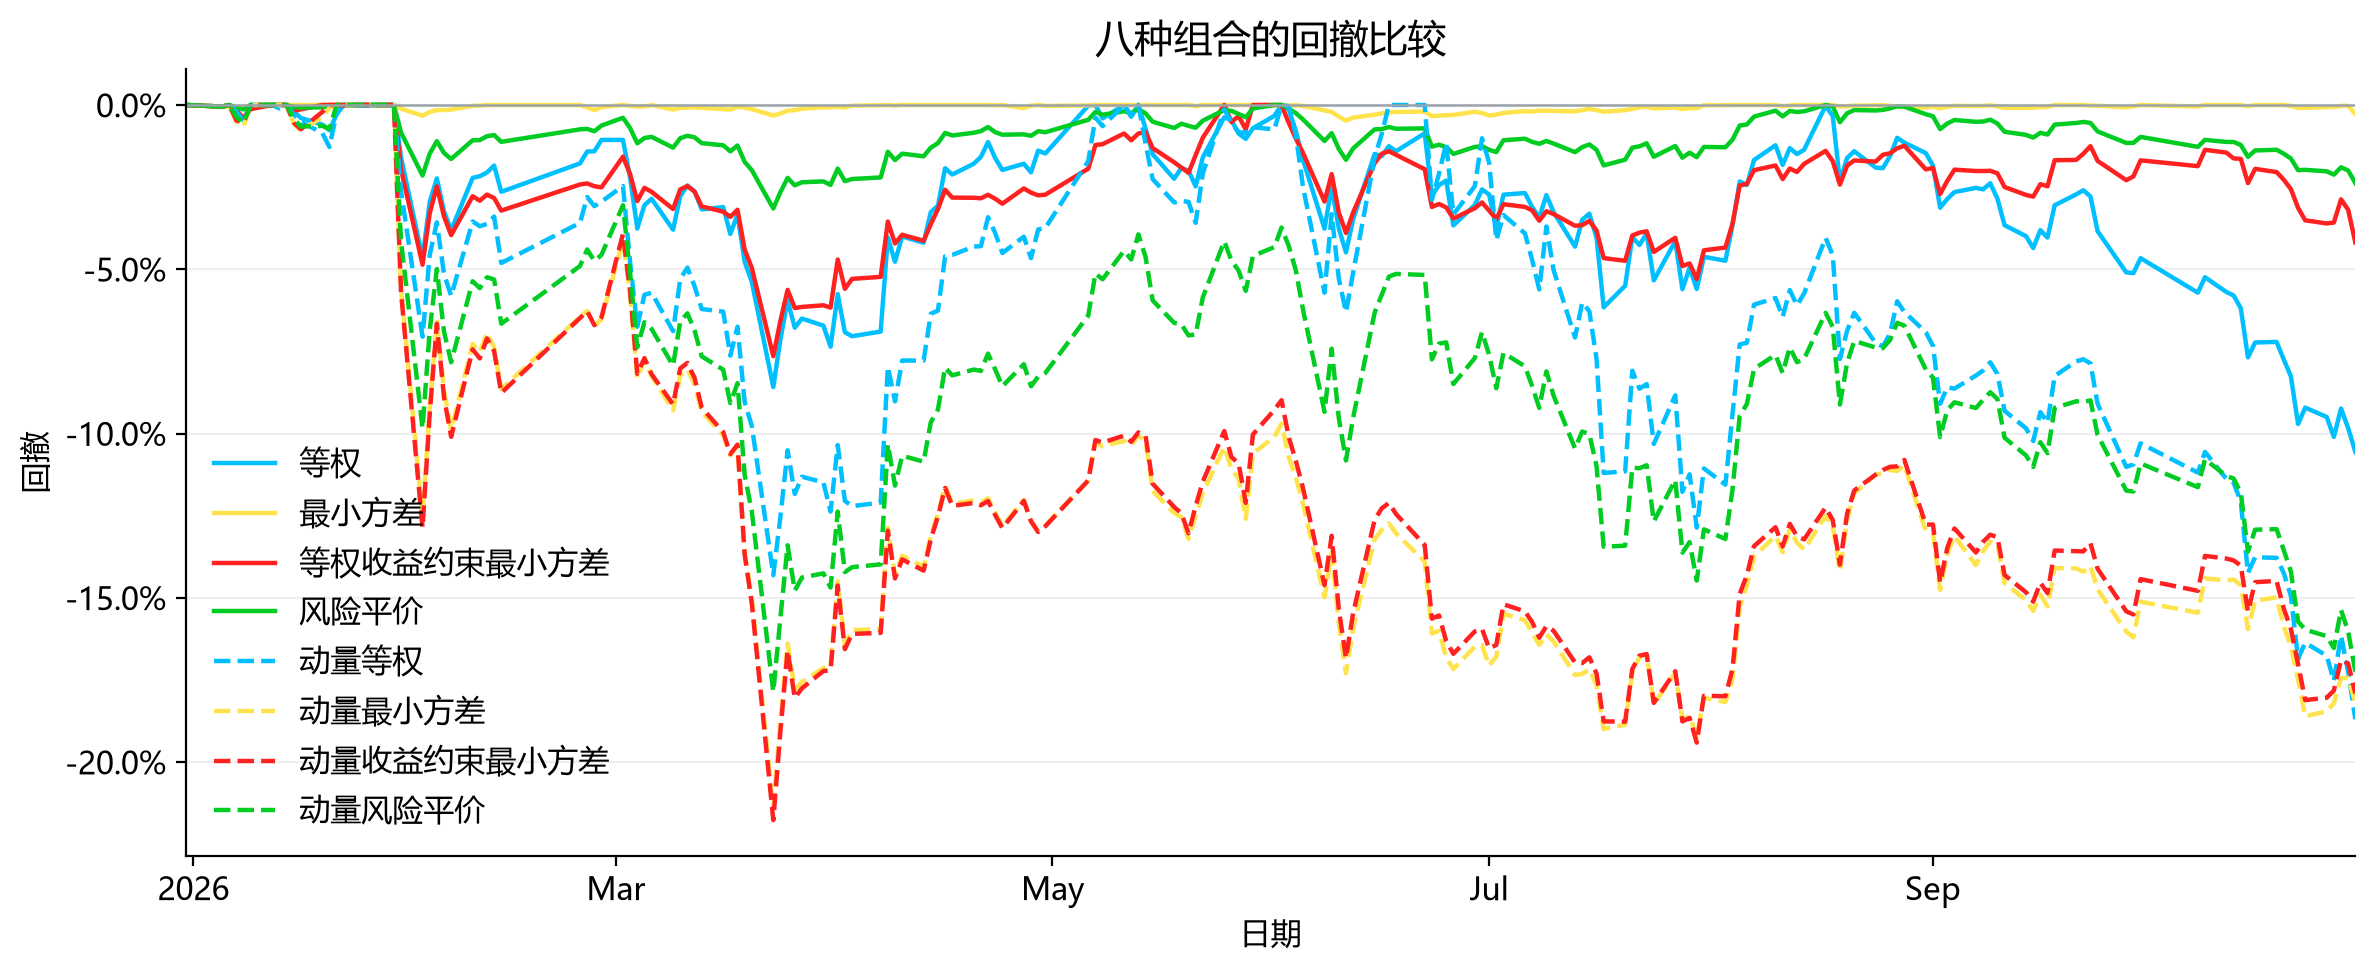 八种组合的回撤比较
0.0%
-5.0%
-10.0%
-15.0%
-20.0%
回撤
等权
最小方差
等权收益约束最小方差
风险平价
动量等权
动量最小方差
动量收益约束最小方差
动量风险平价
2026
Mar
May
Jul
Sep
日期